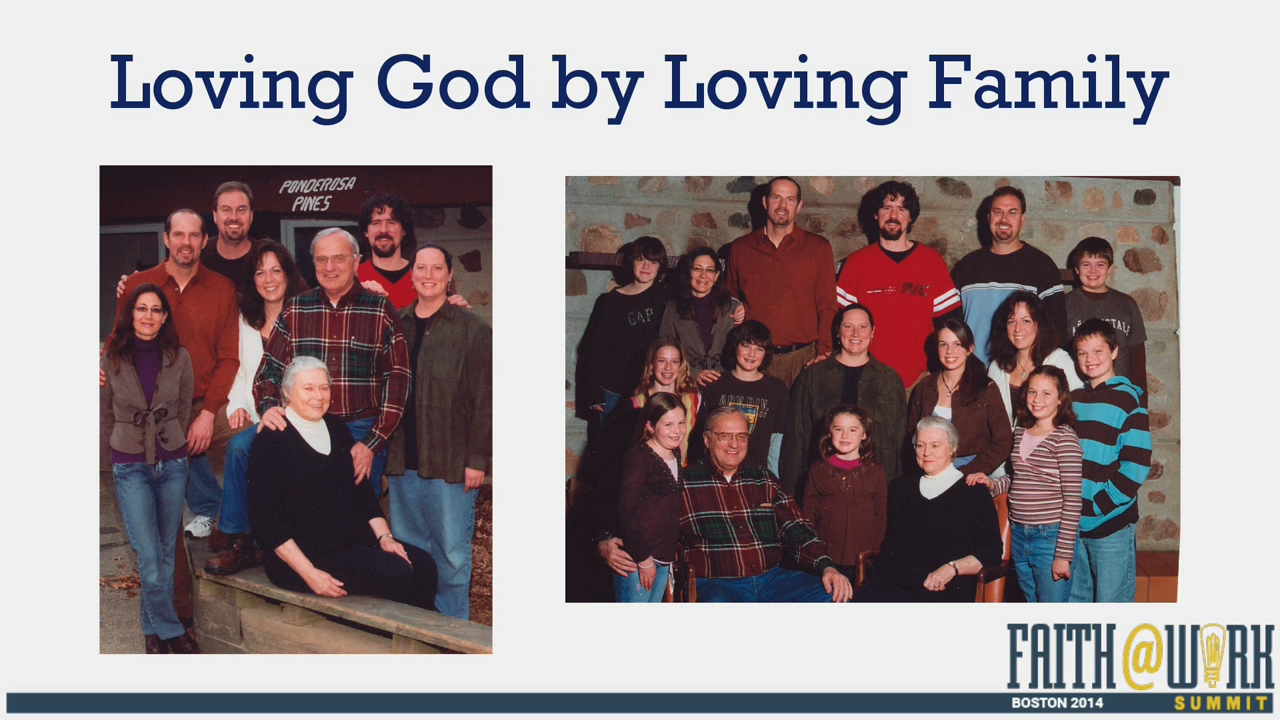 Loving God by Loving Family
PONDEROSA
PINES
GAP
FAITH@WORK
BOSTON 2014
SUMMIT